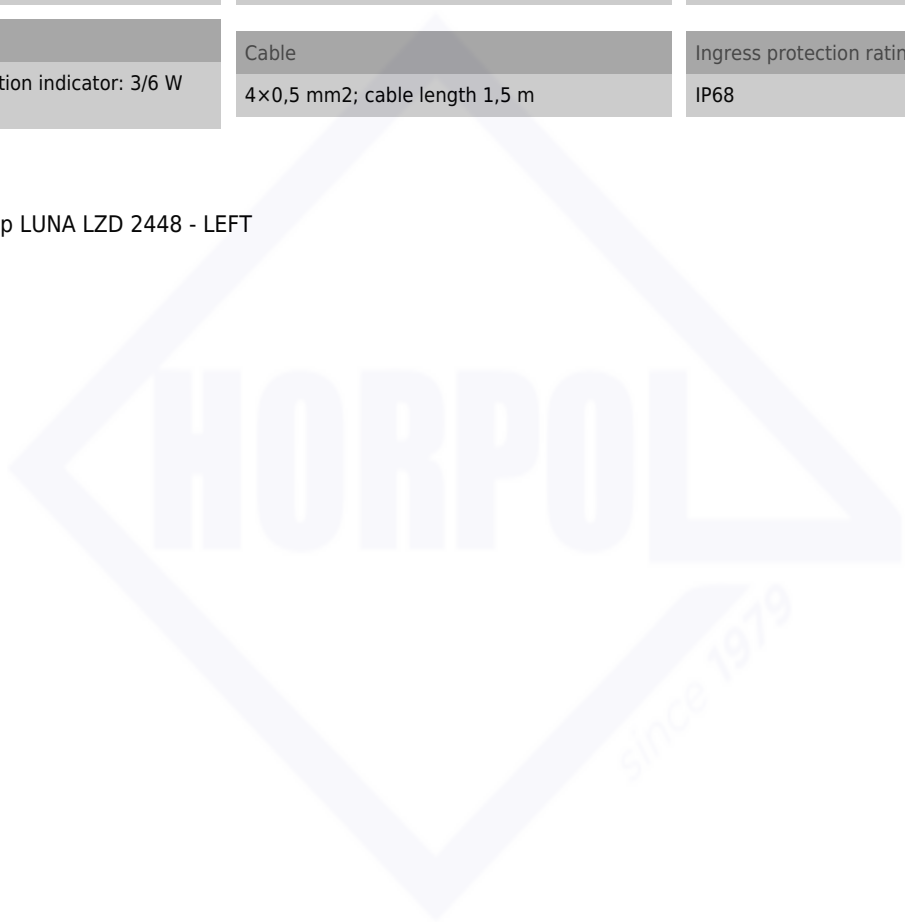 tion indicator: 3/6 W
Cable
4×0,5 mm2; cable length 1,5 m
Ingress protection ratin
IP68
p LUNA LZD 2448 - LEFT
HORPOL
since 1979